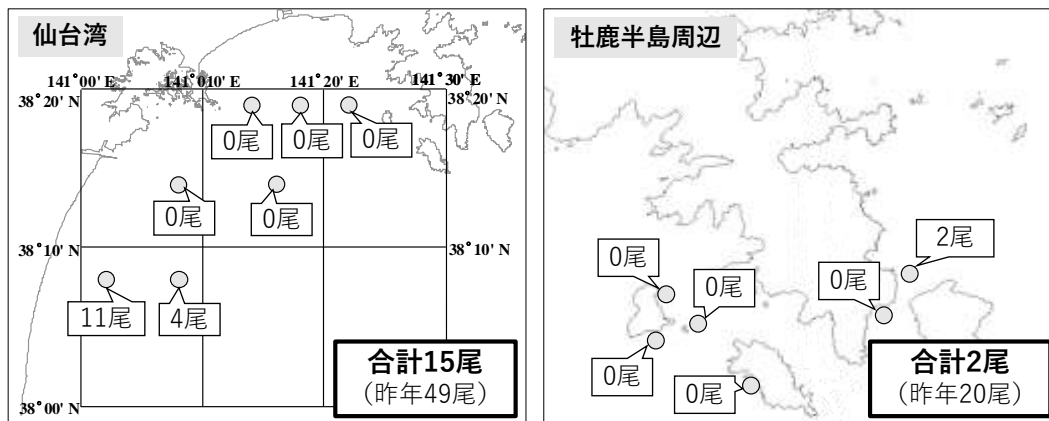 仙台湾
141°00' E
141°10' E
141°20' E
141°30' E
38°20' N
38°20' N
0尾
0尾
0尾
0尾
0尾
38°10' N
38°10' N
11尾
4尾
合計15尾
(昨年49尾)
38°00' N
牡鹿半島周辺
2尾
0尾
0尾
0尾
0尾
0尾
合計2尾
(昨年20尾)